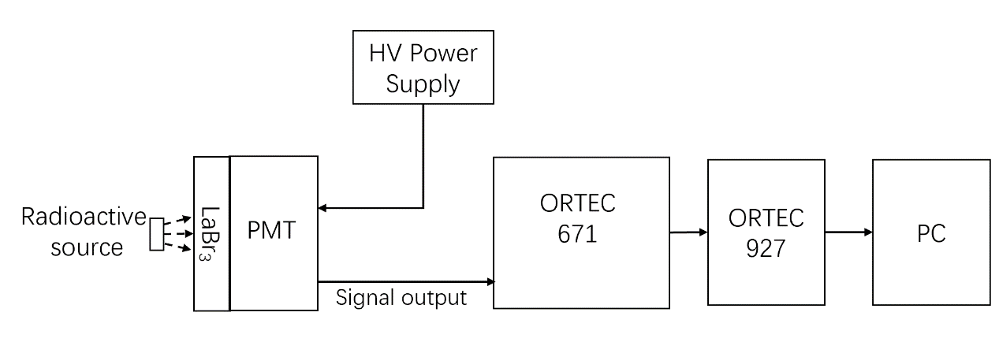 HV Power
Supply
Radioactive
source
LaBr₃
PMT
Signal output
ORTEC
671
ORTEC
927
PC